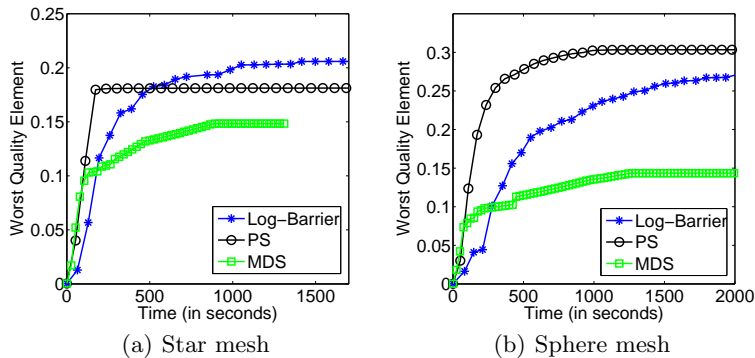 0.25
0.2
0.15
0.1
0.05
0
Worst Quality Element
0
500
1000
1500
Time (in seconds)
Log−Barrier
PS
MDS
(a) Star mesh
0.3
0.25
0.2
0.15
0.1
0.05
0
Worst Quality Element
0
500
1000
1500
2000
Time (in seconds)
Log−Barrier
PS
MDS
(b) Sphere mesh